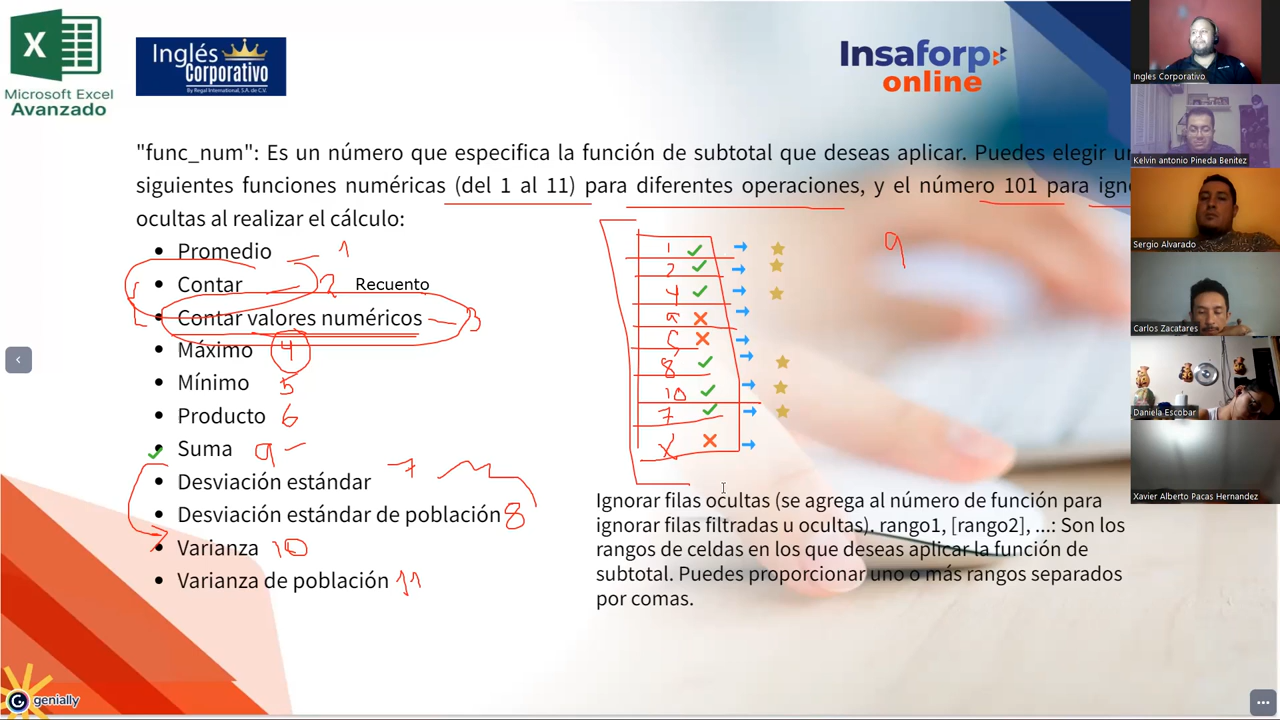 Microsoft Excel
Avanzado
Inglés
Corporativo
By Regal International, S.A. de C.V.
Insaforp
online
"func_num": Es un número que especifica la función de subtotal que deseas aplicar. Puedes elegir
siguientes funciones numéricas (del 1 al 11) para diferentes operaciones, y el número 101 para
ocultas al realizar el cálculo:
• Promedio 1
• Contar 2 Recuento
• Contar valores numéricos 3
• Máximo 4
• Mínimo 5
• Producto 6
• Suma 9
• Desviación estándar 7
• Desviación estándar de población 8
• Varianza 10
• Varianza de población 11
1
2
4
8
10
7
X
9
Ignorar filas ocultas (se agrega al número de función para
ignorar filas filtradas u ocultas). rango1, [rango2], ...: Son los
rangos de celdas en los que deseas aplicar la función de
subtotal. Puedes proporcionar uno o más rangos separados
por comas.
genially
Ingles Corporativo
Kelvin antonio Pineda Benitez
Sergio Alvarado
Carlos Zacatares
Daniela Escobar
Xavier Alberto Pacas Hernandez